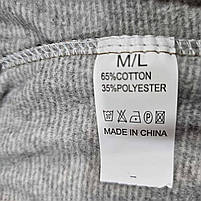 M/L
65%COTTON
35%POLYESTER
MADE IN CHINA